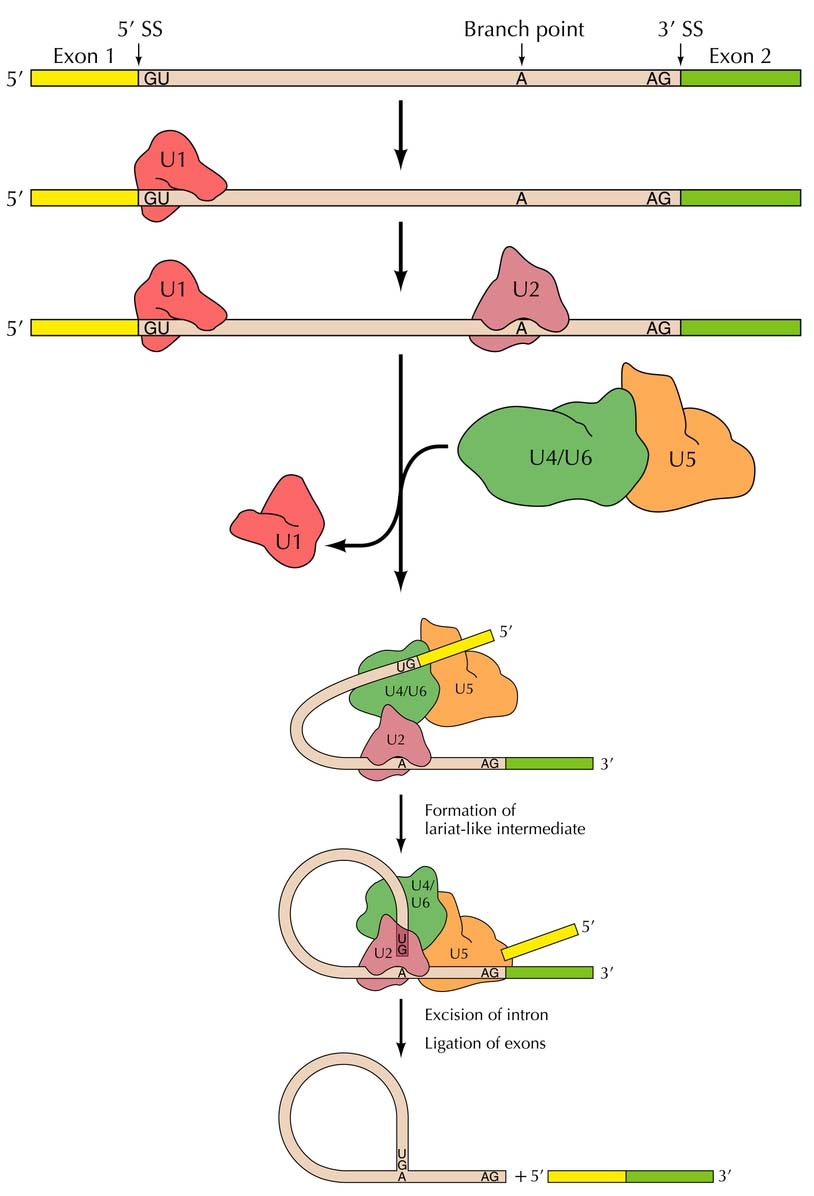 5′ SS Branch point 3′ SS
Exon 1 Exon 2
5′ GU A AG
U1
5′ GU A AG
U1 U2
5′ GU A AG
U4/U6 U5
U1
5′
UG
U4/U6 U5
U2
A AG 3′
Formation of
lariat-like intermediate
U4/
U6
5′
U
G
U2 U5
A AG 3′
Excision of intron
Ligation of exons
U
G
A AG + 5′ 3′